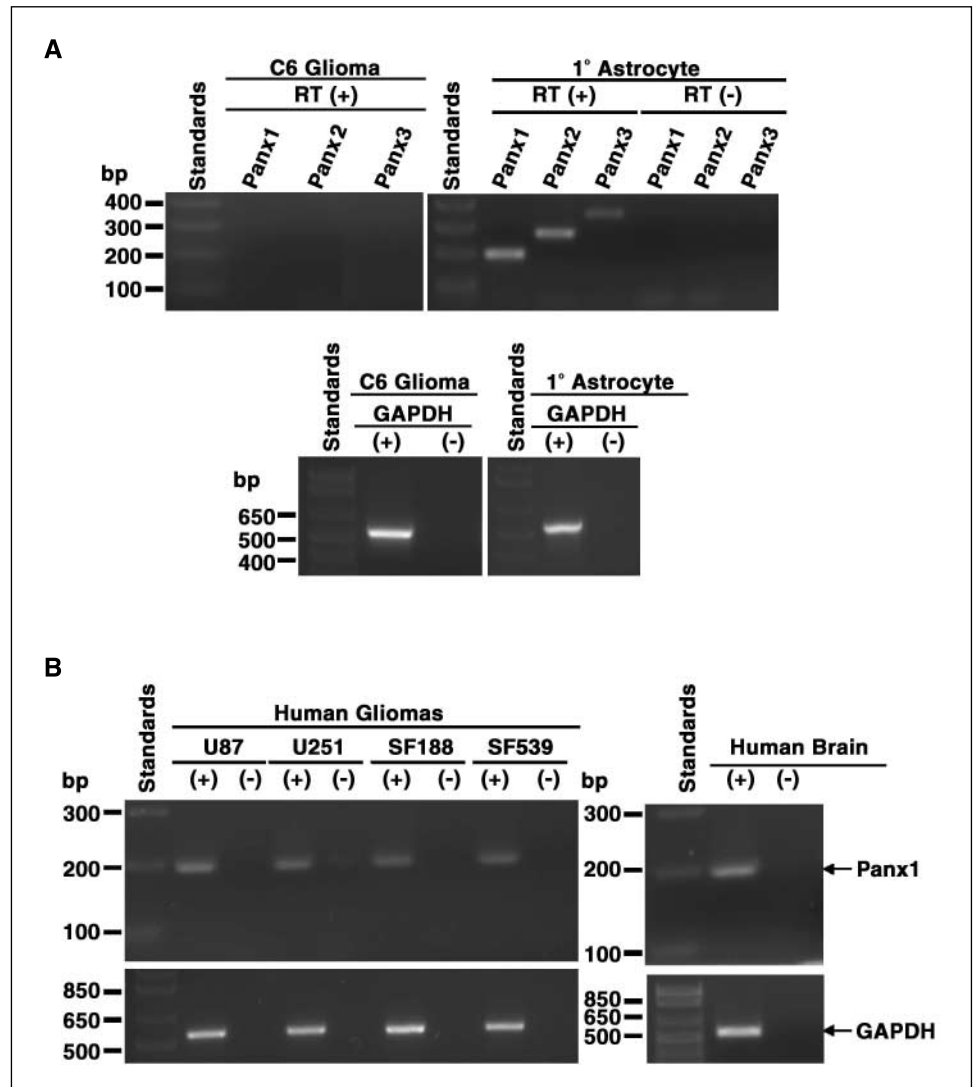 A
C6 Glioma
1° Astrocyte
RT (+)
RT (+)
RT (-)
Standards
Panx1
Panx2
Panx3
Standards
Panx1
Panx2
Panx3
Panx1
Panx2
Panx3
bp
400
300
200
100
Standards
C6 Glioma
GAPDH
(+)
(-)
Standards
1° Astrocyte
GAPDH
(+)
(-)
bp
650
500
400
B
Standards
Human Gliomas
U87
U251
SF188
SF539
bp
(+)
(-)
(+)
(-)
(+)
(-)
(+)
(-)
300
200
100
850
650
500
Standards
Human Brain
bp
(+)
(-)
300
200
100
Panx1
850
650
500
GAPDH